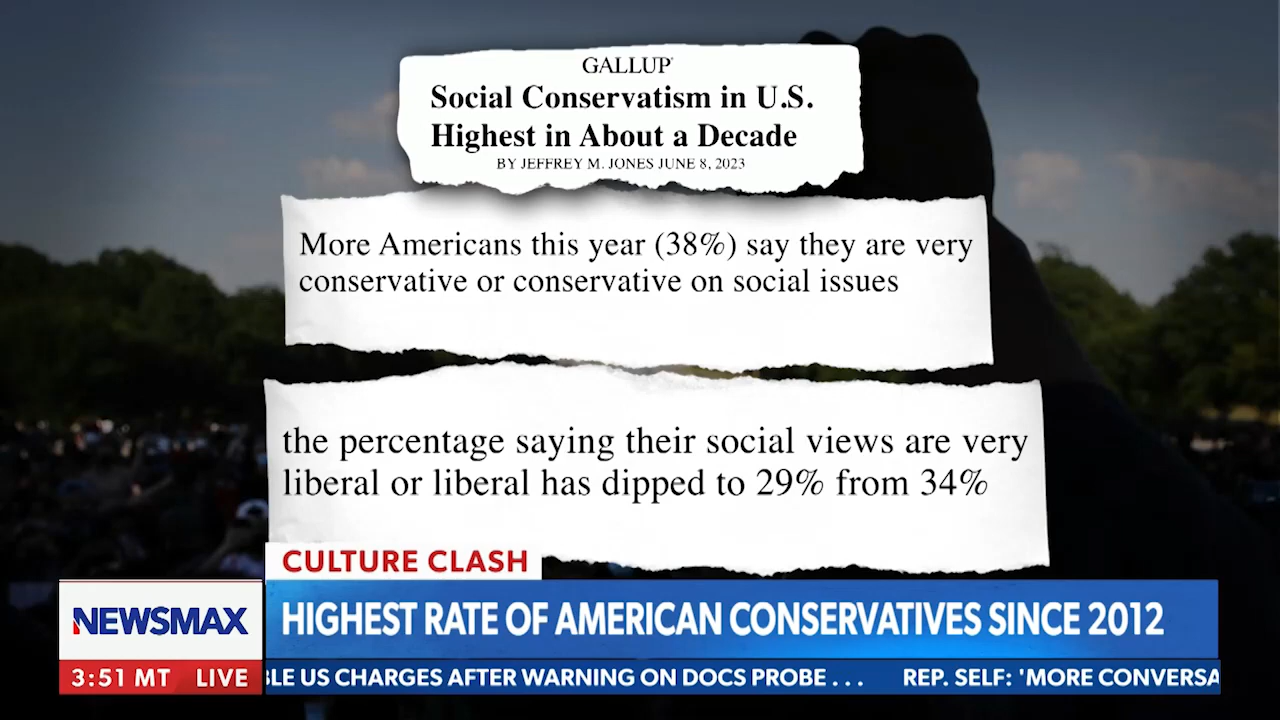 GALLUP
Social Conservatism in U.S.
Highest in About a Decade
BY JEFFREY M. JONES JUNE 8, 2023
More Americans this year (38%) say they are very
conservative or conservative on social issues
the percentage saying their social views are very
liberal or liberal has dipped to 29% from 34%
CULTURE CLASH
HIGHEST RATE OF AMERICAN CONSERVATIVES SINCE 2012
NEWSMAX
3:51 MT LIVE
BLE US CHARGES AFTER WARNING ON DOCS PROBE . . . REP. SELF: 'MORE CONVERSA